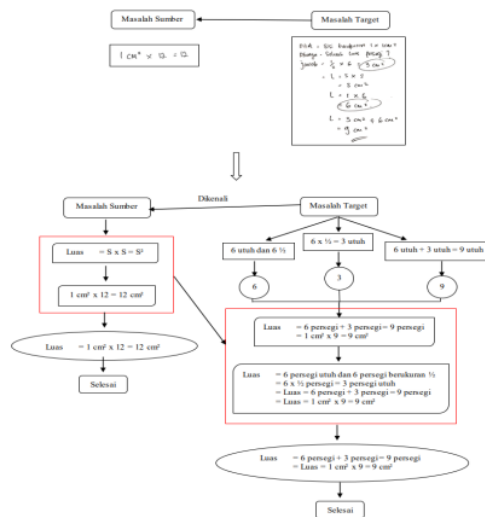 Masalah Sumber
Masalah Target
1 cm² x 12 = 12
= 3 cm²
= 6 cm²
L = 3 cm² + 6 cm²
= 9 cm²
Dikenali
Masalah Sumber
Masalah Target
Luas = S x S = S²
1 cm² x 12 = 12 cm²
Luas = 1 cm² x 12 = 12 cm²
Selesai
6 utuh dan 6 ½
6 x ½ = 3 utuh
6 utuh + 3 utuh = 9 utuh
6
3
9
Luas = 6 persegi + 3 persegi = 9 persegi
= 1 cm² x 9 = 9 cm²
Luas = 6 persegi utuh dan 6 persegi berukuran ½
= 6 x ½ persegi = 3 persegi utuh
= Luas = 6 persegi + 3 persegi = 9 persegi
= Luas = 1 cm² x 9 = 9 cm²
Luas = 6 persegi + 3 persegi = 9 persegi
= Luas = 1 cm² x 9 = 9 cm²
Selesai